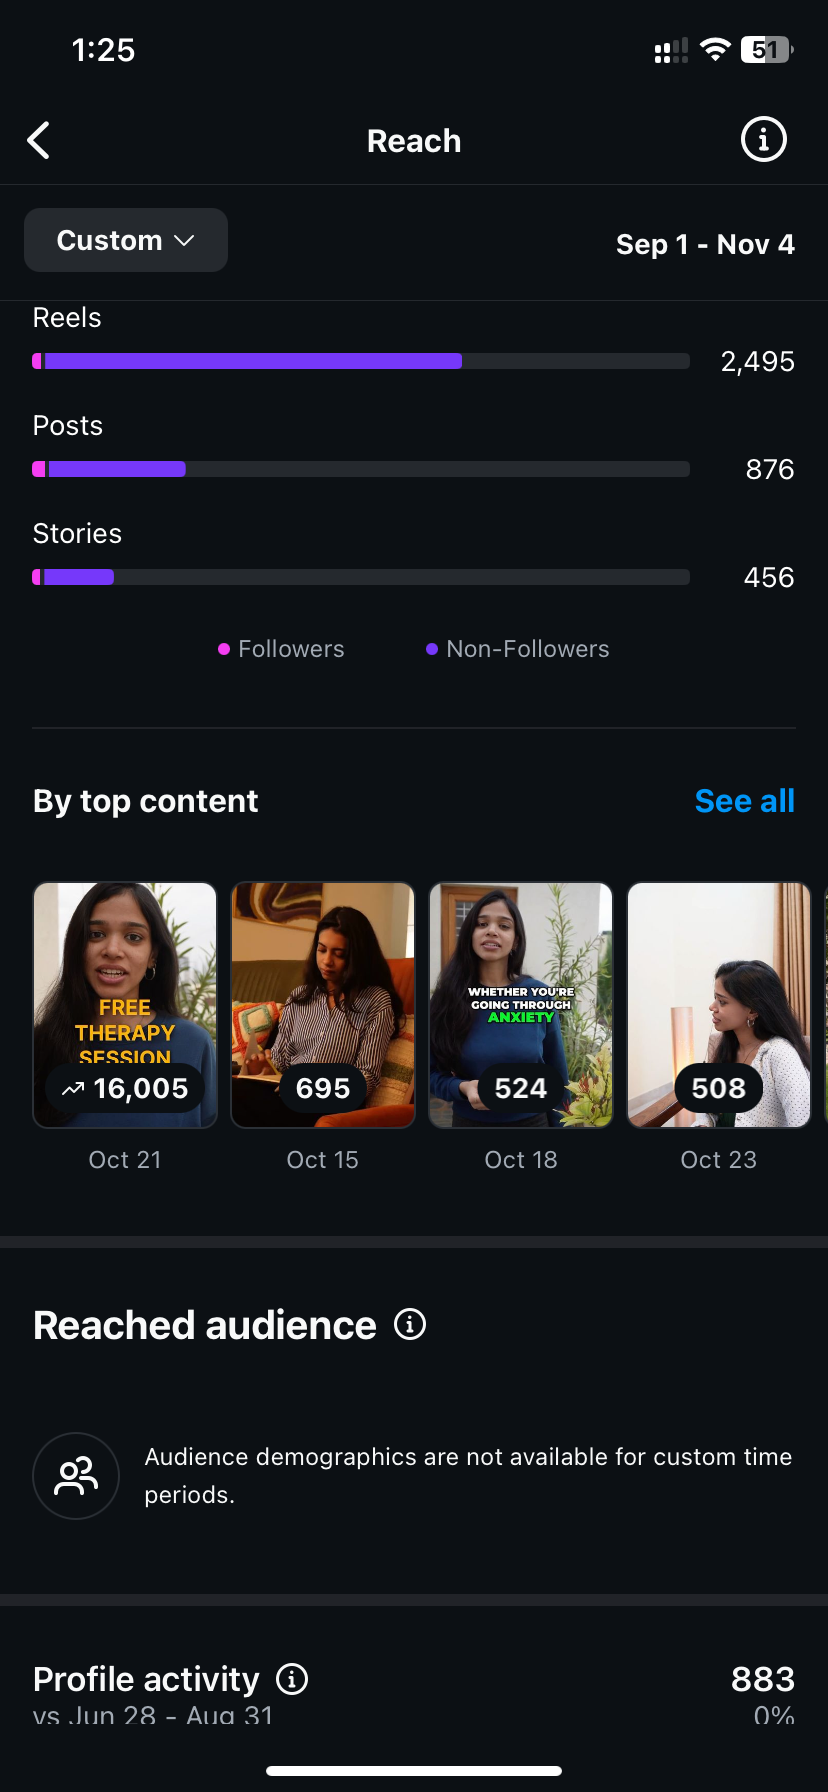 1:25
51
Reach
Custom
Sep 1 - Nov 4
Reels
2,495
Posts
876
Stories
456
Followers
Non-Followers
By top content
See all
FREE
THERAPY
SESSION
16,005
695
WHETHER YOU'RE
GOING THROUGH
ANXIETY
524
508
Oct 21
Oct 15
Oct 18
Oct 23
Reached audience
Audience demographics are not available for custom time
periods.
Profile activity
883
vs Jun 28 - Aug 31
0%